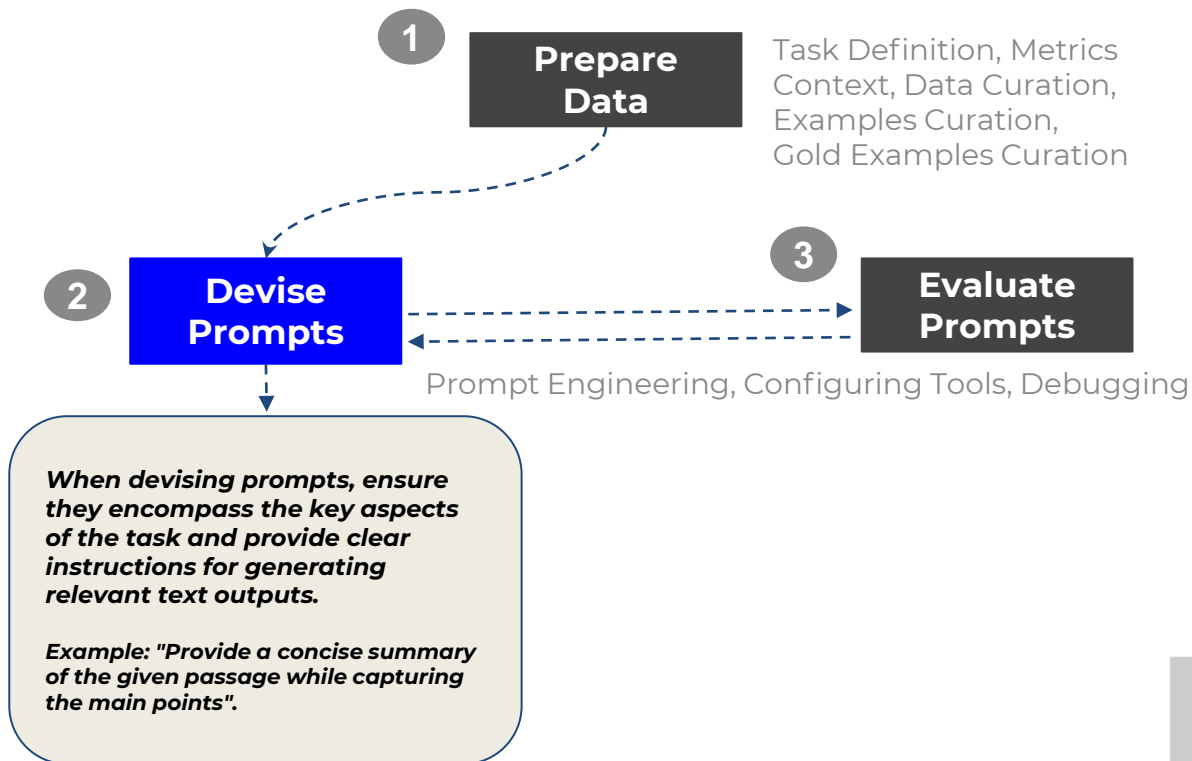 1
Prepare
Data
Task Definition, Metrics
Context, Data Curation,
Examples Curation,
Gold Examples Curation
2
Devise
Prompts
3
Evaluate
Prompts
Prompt Engineering, Configuring Tools, Debugging
When devising prompts, ensure
they encompass the key aspects
of the task and provide clear
instructions for generating
relevant text outputs.
Example: "Provide a concise summary
of the given passage while capturing
the main points".